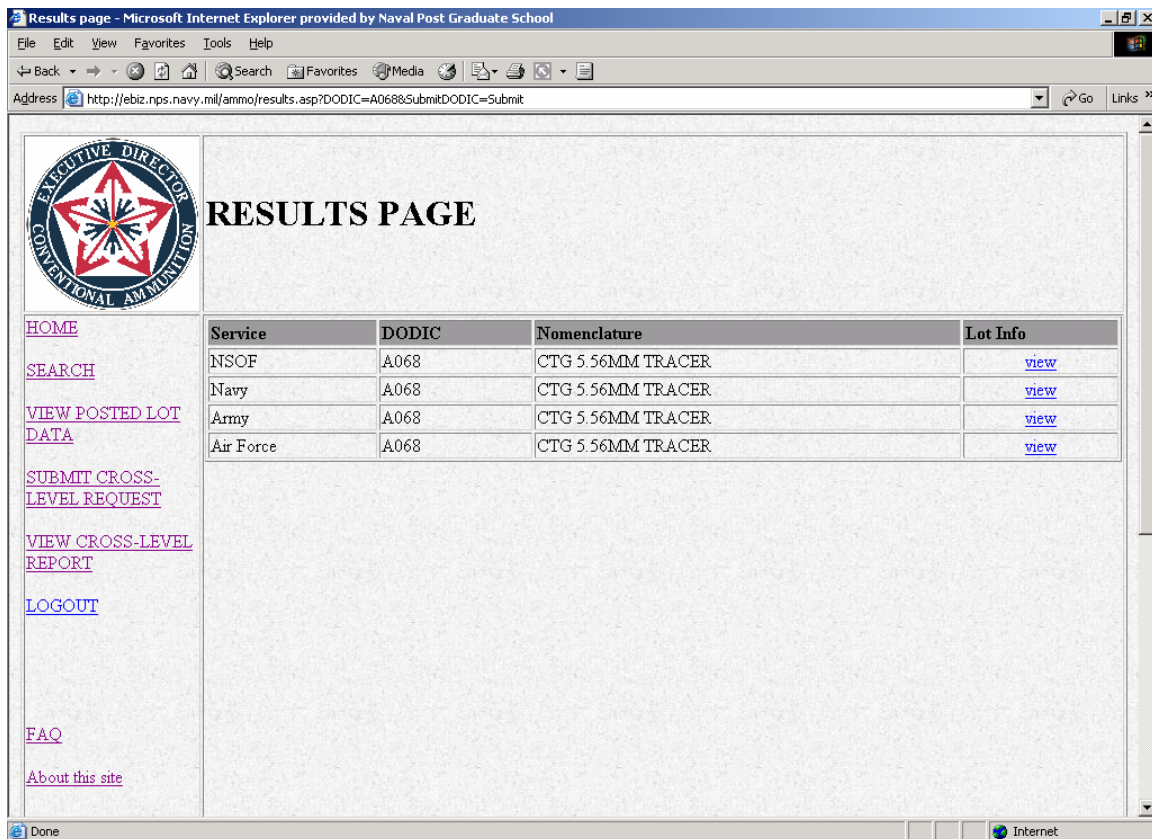 Results page - Microsoft Internet Explorer provided by Naval Post Graduate School
File Edit View Favorites Tools Help
Back Search Favorites Media
Address http://ebiz.nps.navy.mil/ammo/results.asp?DODIC=A068&SubmitDODIC=Submit Go Links »
EXECUTIVE DIRECTOR
CONVENTIONAL AMMUNITION
RESULTS PAGE
HOME
SEARCH
VIEW POSTED LOT
DATA
SUBMIT CROSS-
LEVEL REQUEST
VIEW CROSS-LEVEL
REPORT
LOGOUT
FAQ
About this site
Service DODIC Nomenclature Lot Info
NSOF A068 CTG 5.56MM TRACER view
Navy A068 CTG 5.56MM TRACER view
Army A068 CTG 5.56MM TRACER view
Air Force A068 CTG 5.56MM TRACER view
Done Internet